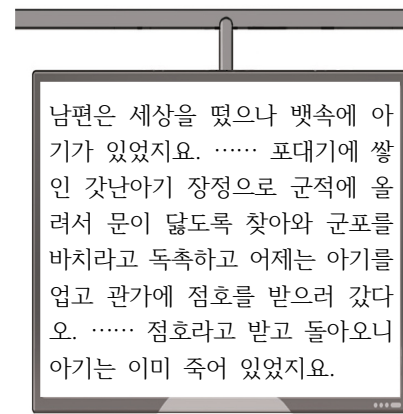 남편은 세상을 떴으나 뱃속에 아
기가 있었지요. …… 포대기에 쌓
인 갓난아기 장정으로 군적에 올
려서 문이 닳도록 찾아와 군포를
바치라고 독촉하고 어제는 아기를
업고 관가에 점호를 받으러 갔다
오. …… 점호라고 받고 돌아오니
아기는 이미 죽어 있었지요.